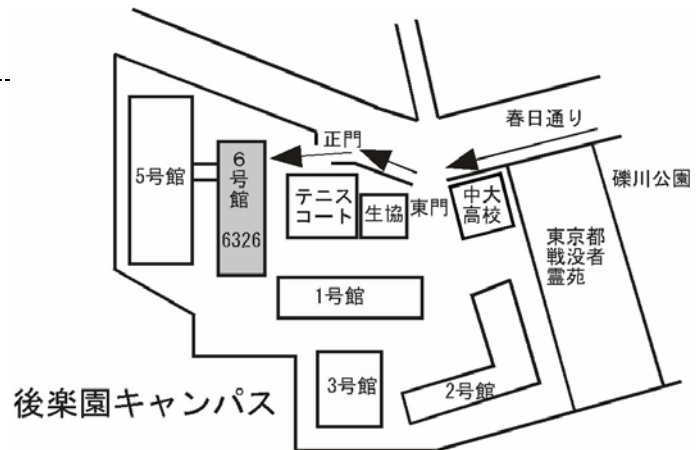 春日通り
正門
礫川公園
5号館
6
号
館
6326
テニス
コート
生協
東門
中大
高校
東京都
戦没者
霊苑
1号館
3号館
2号館
後楽園キャンパス